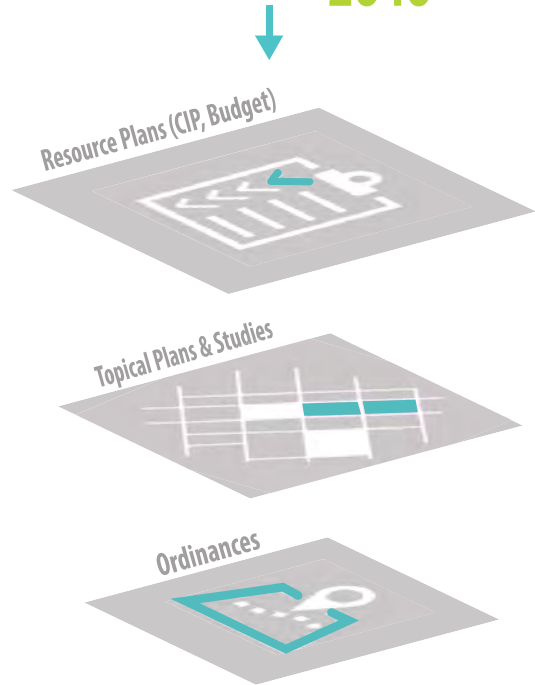 Resource Plans (CIP, Budget)
Topical Plans & Studies
Ordinances